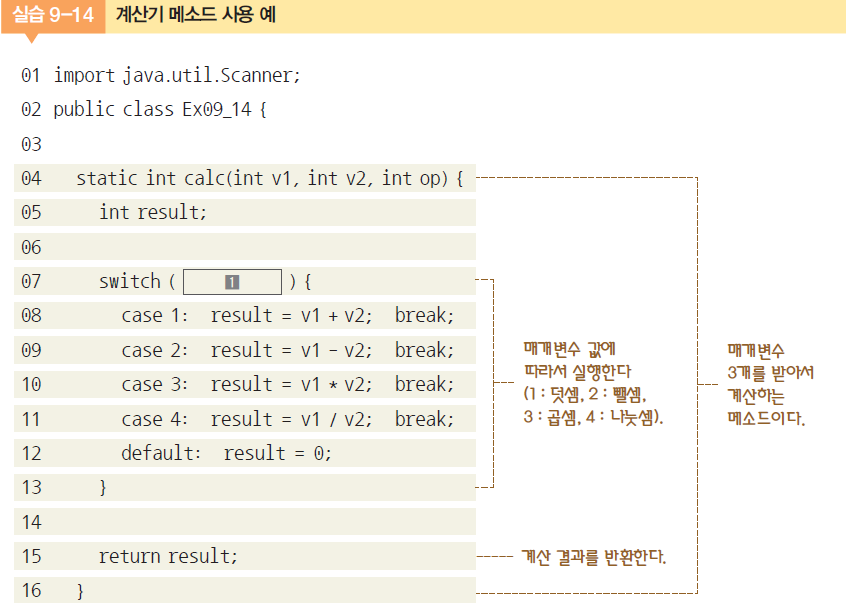 실습 9-14 계산기 메소드 사용 예
01 import java.util.Scanner;
02 public class Ex09_14 {
03
04 static int calc(int v1, int v2, int op) {
05 int result;
06
07 switch ( 1 ) {
08 case 1: result = v1 + v2; break;
09 case 2: result = v1 - v2; break;
10 case 3: result = v1 * v2; break;
11 case 4: result = v1 / v2; break;
12 default: result = 0;
13 }
14
15 return result;
16 }
매개변수 값에
따라서 실행한다
(1 : 덧셈, 2 : 뺄셈,
3 : 곱셈, 4 : 나눗셈).
계산 결과를 반환한다.
매개변수
3개를 받아서
계산하는
메소드이다.